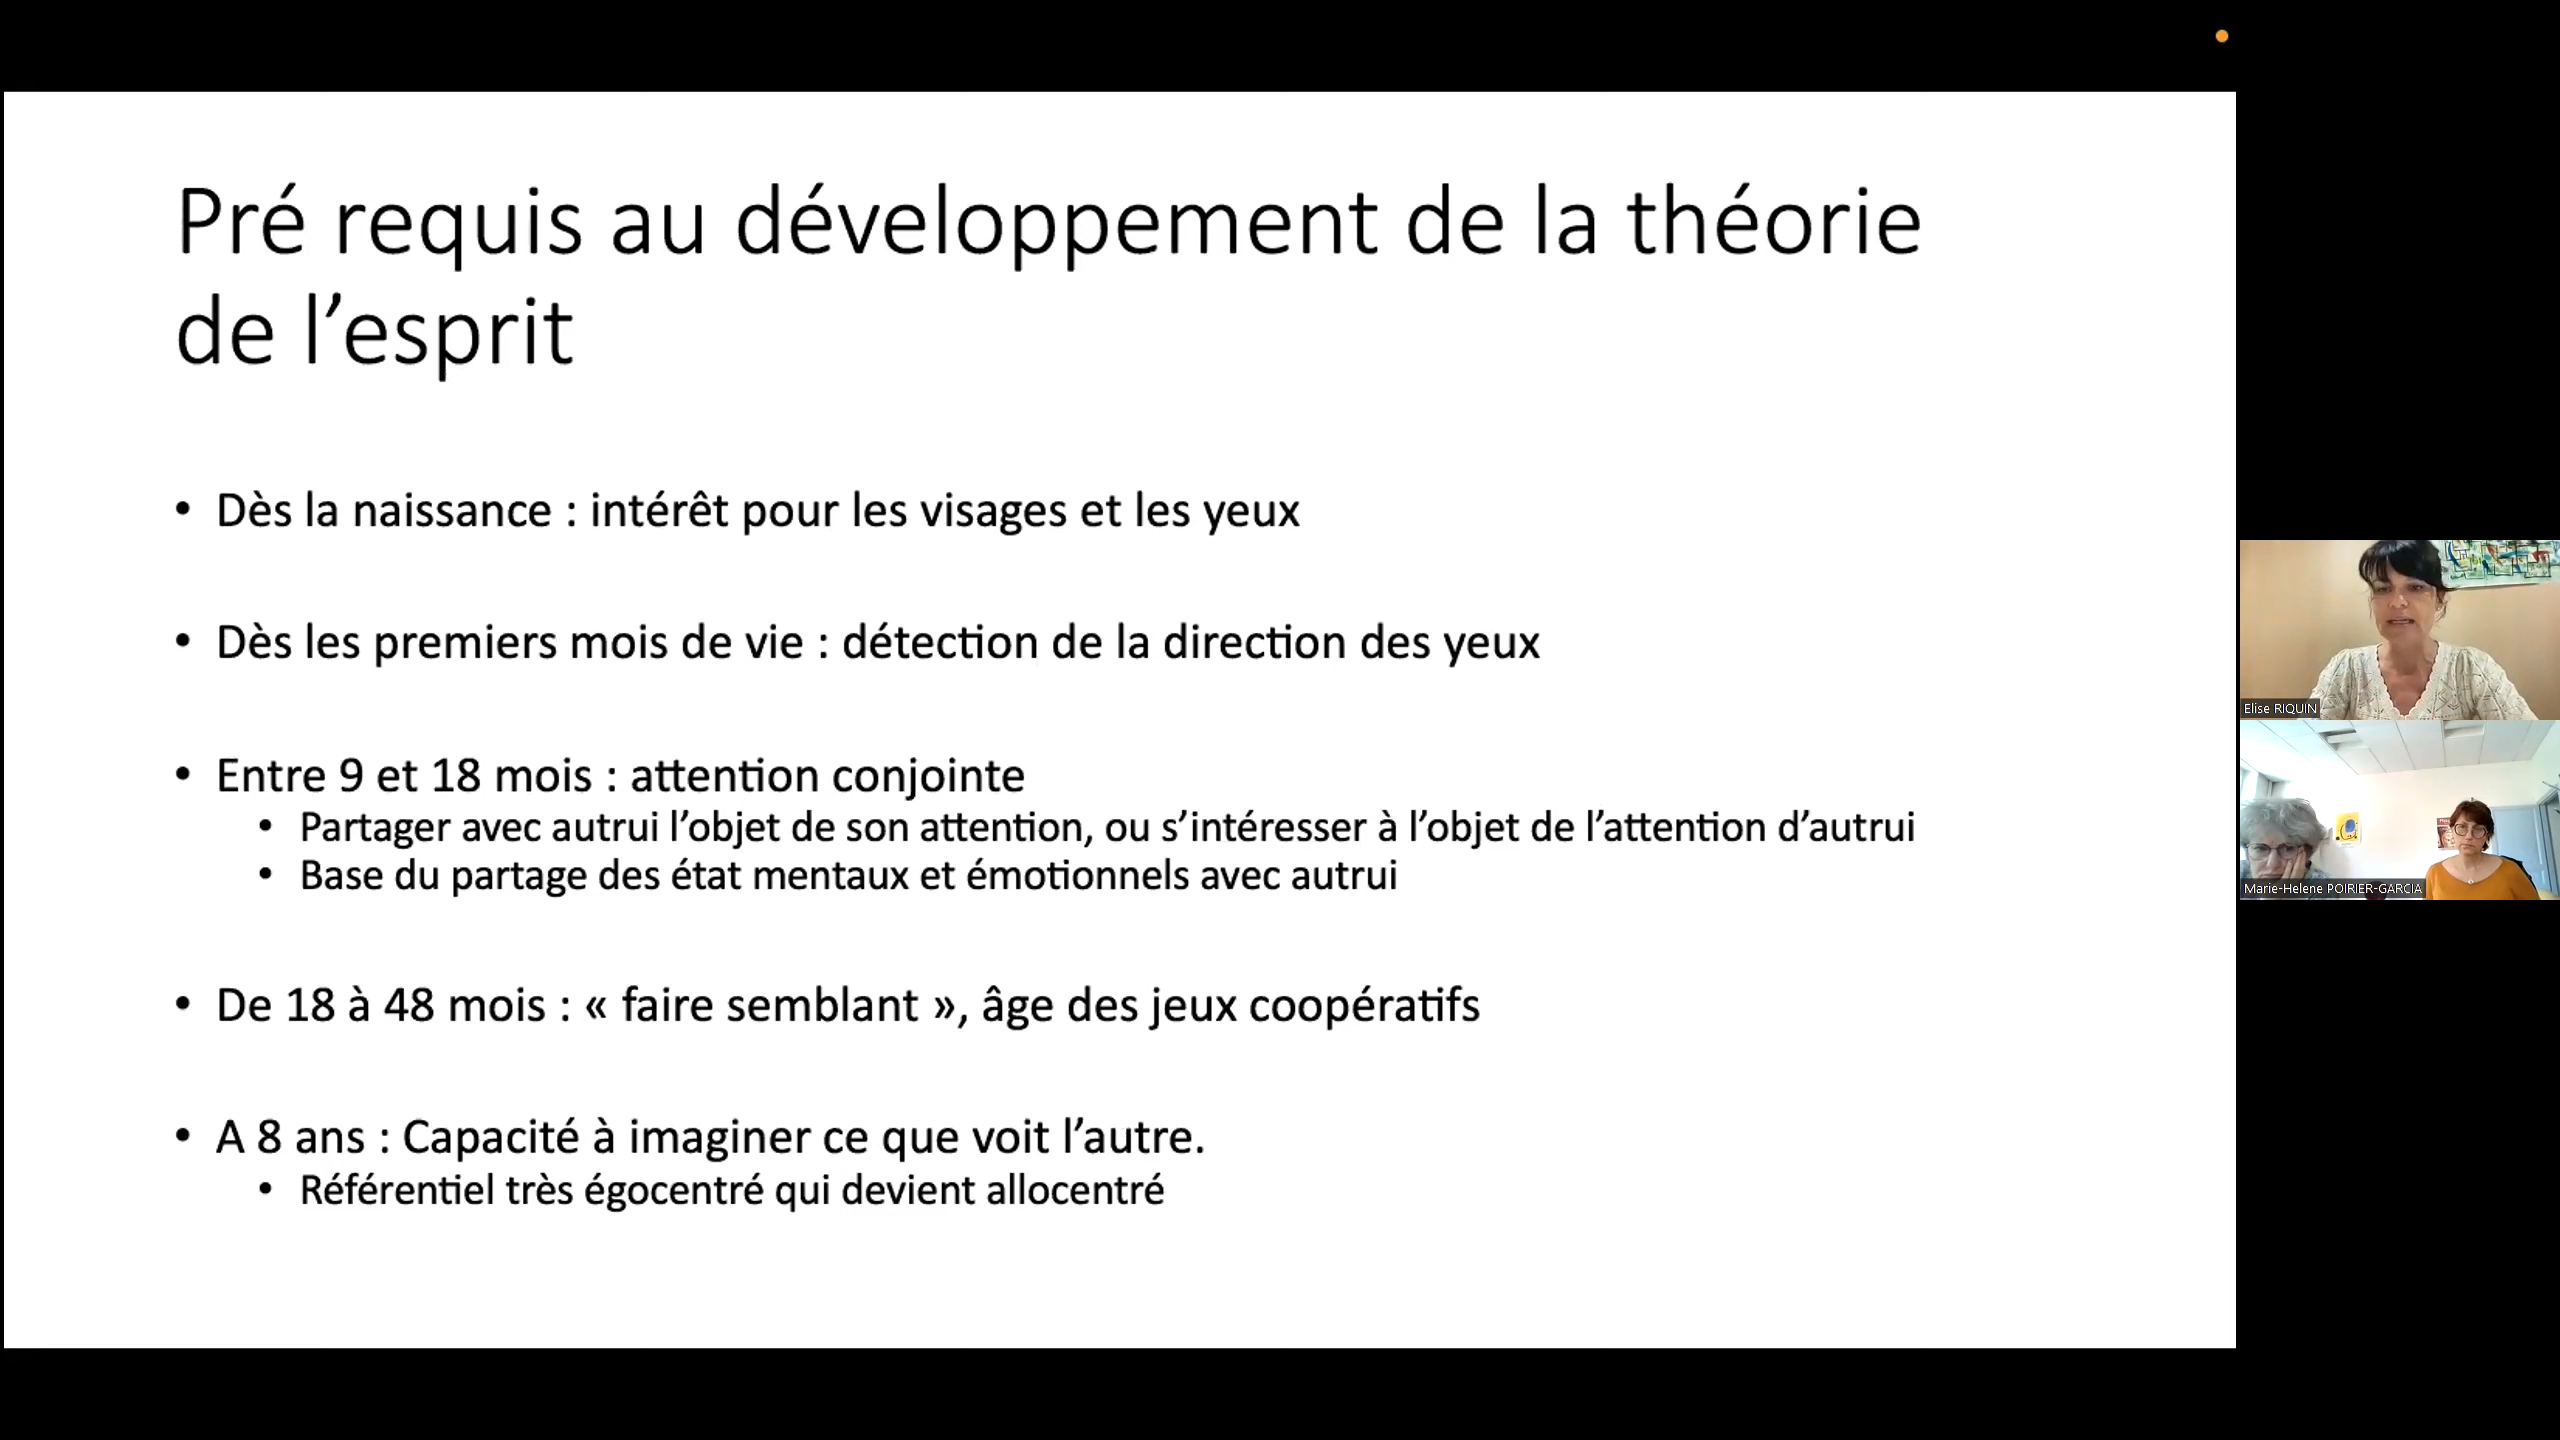 Pré requis au développement de la théorie
de l’esprit
• Dès la naissance : intérêt pour les visages et les yeux
• Dès les premiers mois de vie : détection de la direction des yeux
• Entre 9 et 18 mois : attention conjointe
• Partager avec autrui l’objet de son attention, ou s’intéresser à l’objet de l’attention d’autrui
• Base du partage des état mentaux et émotionnels avec autrui
• De 18 à 48 mois : « faire semblant », âge des jeux coopératifs
• A 8 ans : Capacité à imaginer ce que voit l’autre.
• Référentiel très égocentré qui devient allocentré
Elise RIQUIN
Marie-Helene POIRIER-GARCIA